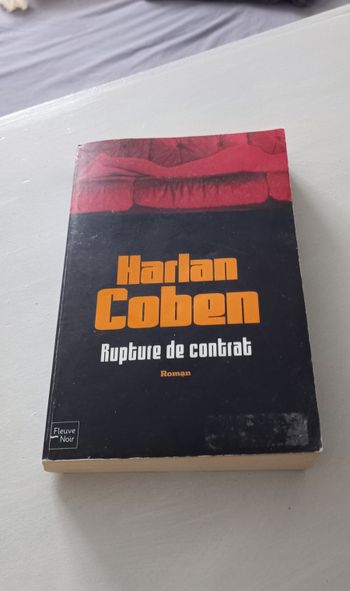 Harlan
Coben
Rupture de contrat
Roman
Fleuve
Noir